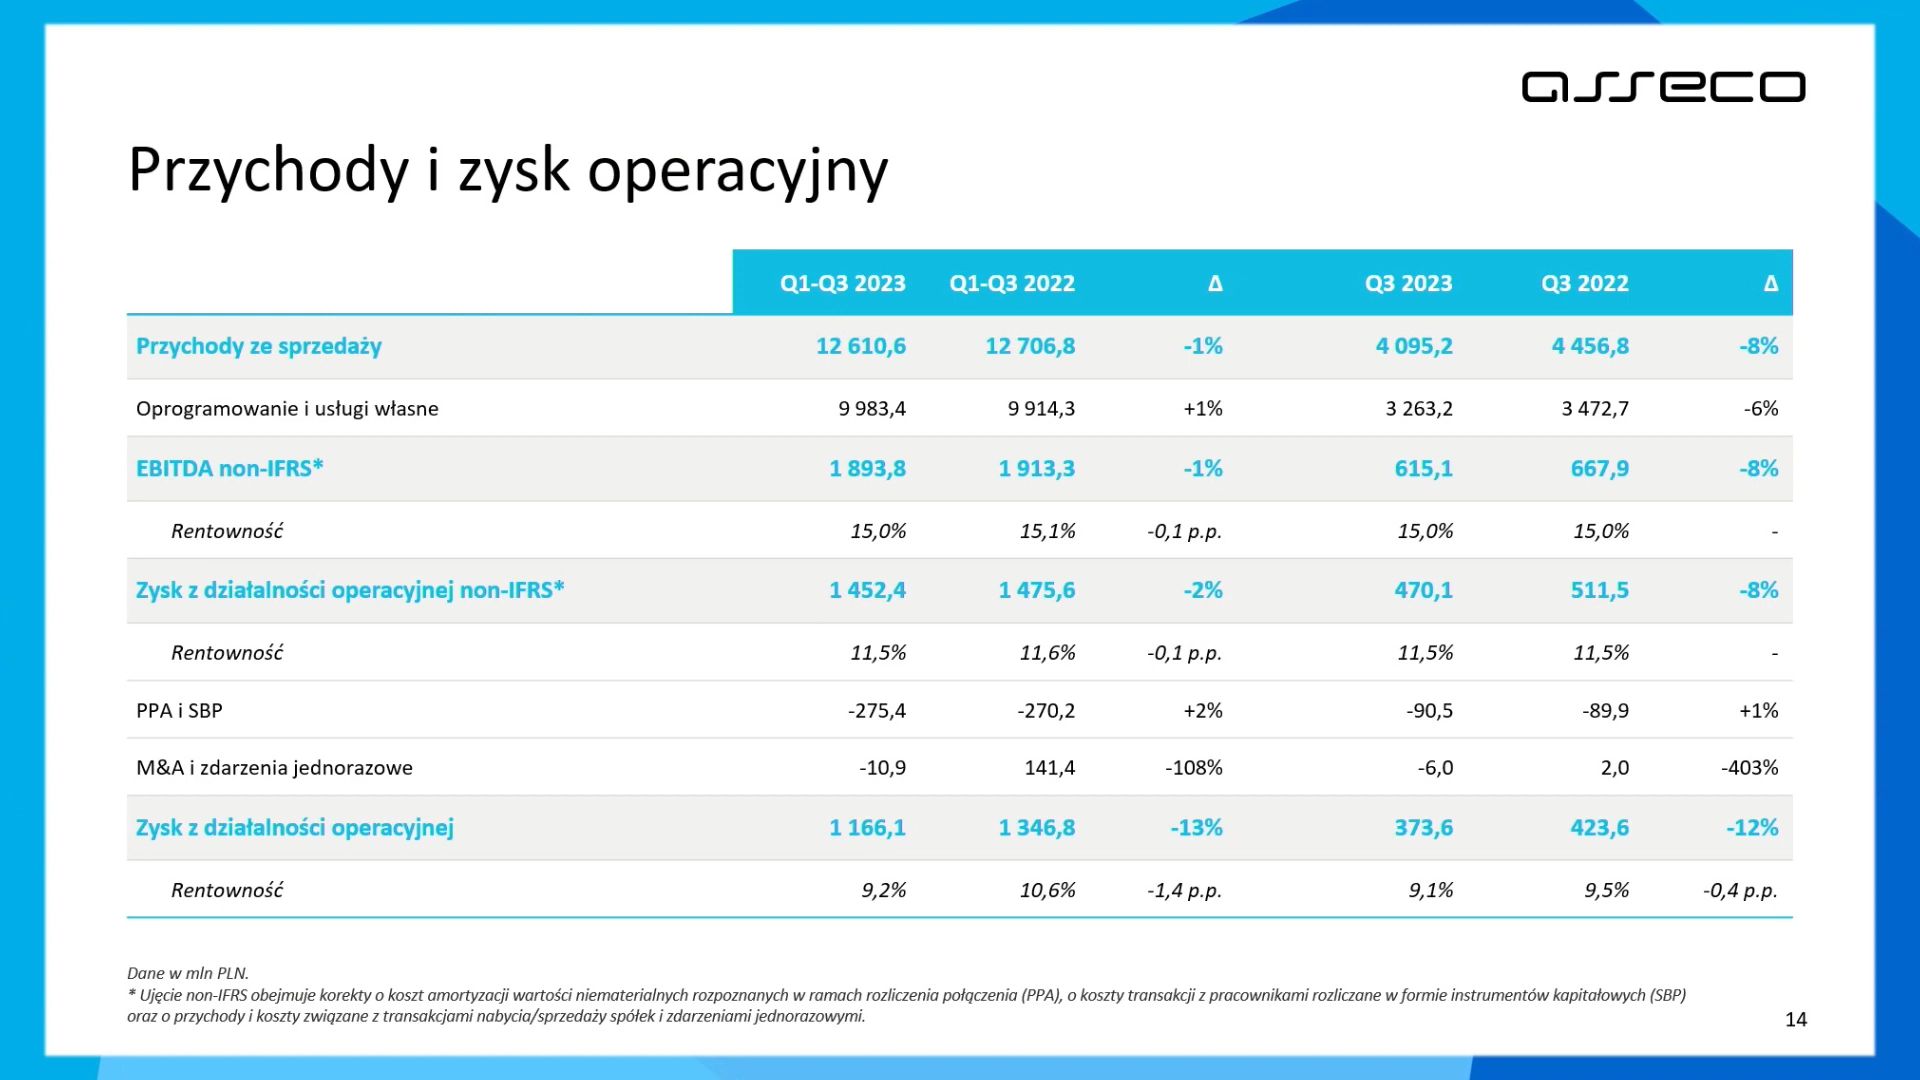 asseco
Przychody i zysk operacyjny
Q1-Q3 2023 Q1-Q3 2022 Δ Q3 2023 Q3 2022 Δ
Przychody ze sprzedaży 12 610,6 12 706,8 -1% 4 095,2 4 456,8 -8%
Oprogramowanie i usługi własne 9 983,4 9 914,3 +1% 3 263,2 3 472,7 -6%
EBITDA non-IFRS* 1 893,8 1 913,3 -1% 615,1 667,9 -8%
Rentowność 15,0% 15,1% -0,1 p.p. 15,0% 15,0% -
Zysk z działalności operacyjnej non-IFRS* 1 452,4 1 475,6 -2% 470,1 511,5 -8%
Rentowność 11,5% 11,6% -0,1 p.p. 11,5% 11,5% -
PPA i SBP -275,4 -270,2 +2% -90,5 -89,9 +1%
M&A i zdarzenia jednorazowe -10,9 141,4 -108% -6,0 2,0 -403%
Zysk z działalności operacyjnej 1 166,1 1 346,8 -13% 373,6 423,6 -12%
Rentowność 9,2% 10,6% -1,4 p.p. 9,1% 9,5% -0,4 p.p.
Dane w mln PLN.
* Ujęcie non-IFRS obejmuje korekty o koszt amortyzacji wartości niematerialnych rozpoznanych w ramach rozliczenia połączenia (PPA), o koszty transakcji z pracownikami rozliczane w formie instrumentów kapitałowych (SBP)
oraz o przychody i koszty związane z transakcjami nabycia/sprzedaży spółek i zdarzeniami jednorazowymi.
14